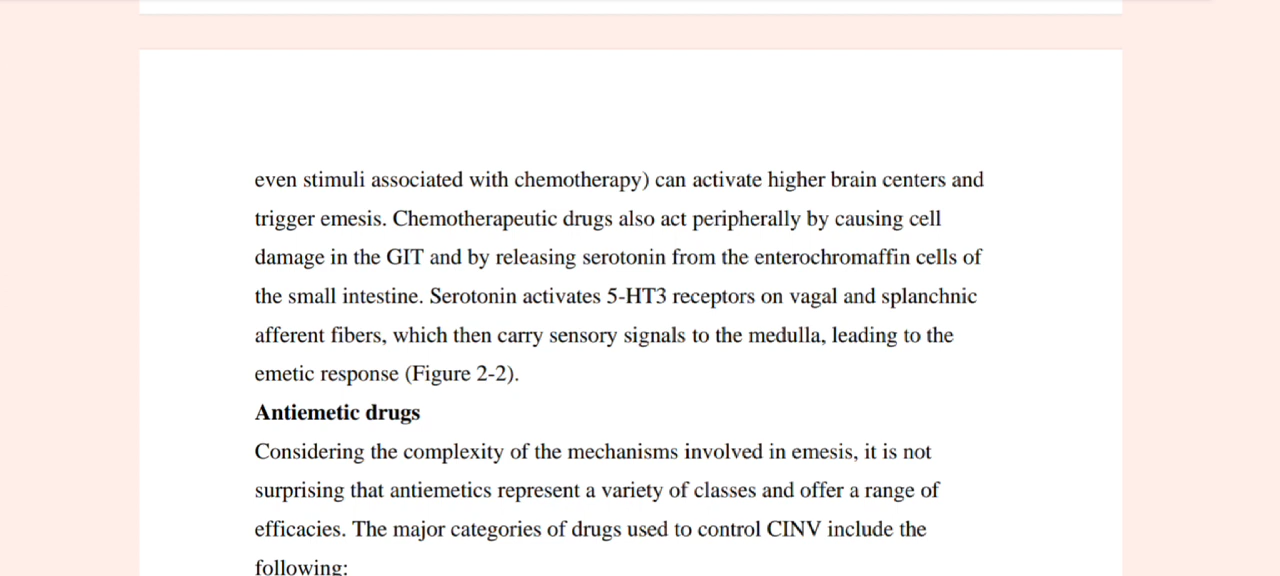 even stimuli associated with chemotherapy) can activate higher brain centers and
trigger emesis. Chemotherapeutic drugs also act peripherally by causing cell
damage in the GIT and by releasing serotonin from the enterochromaffin cells of
the small intestine. Serotonin activates 5-HT3 receptors on vagal and splanchnic
afferent fibers, which then carry sensory signals to the medulla, leading to the
emetic response (Figure 2-2).
Antiemetic drugs
Considering the complexity of the mechanisms involved in emesis, it is not
surprising that antiemetics represent a variety of classes and offer a range of
efficacies. The major categories of drugs used to control CINV include the
following: